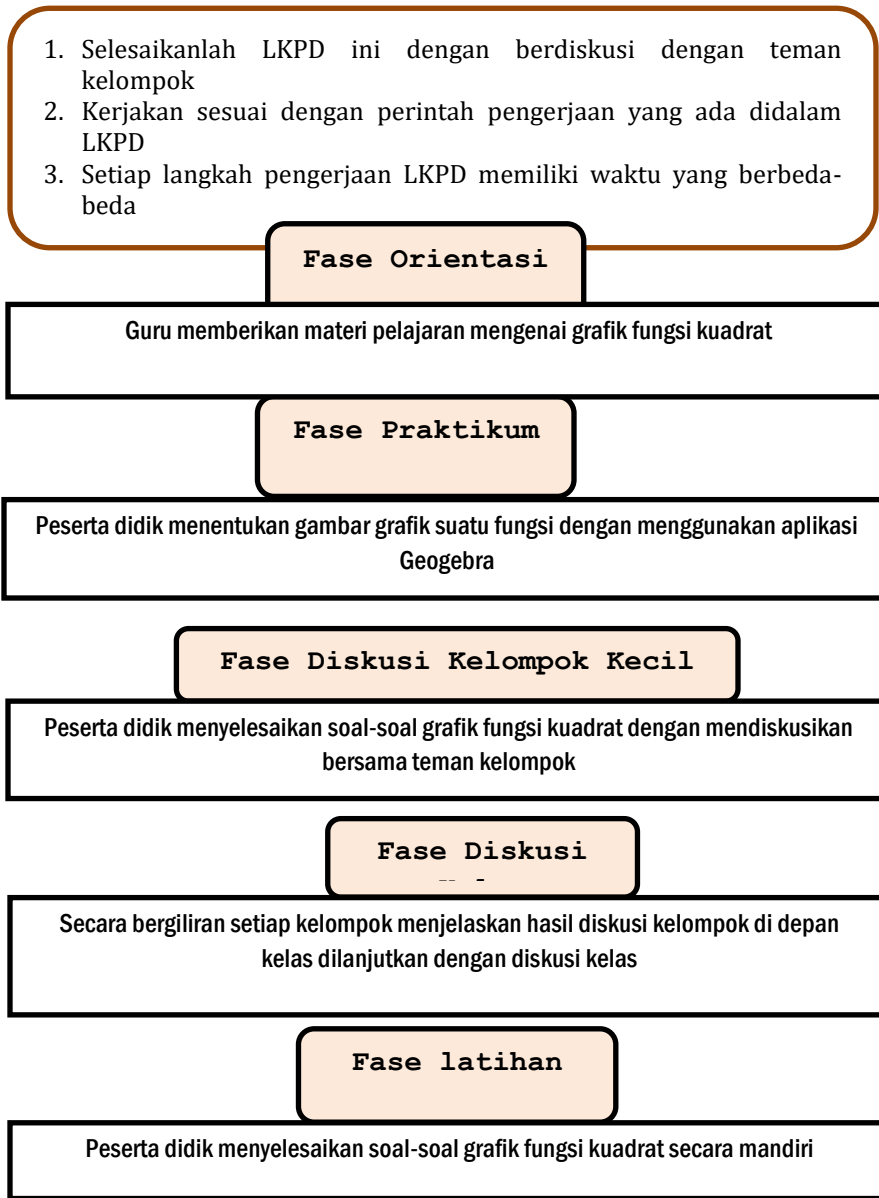 1. Selesaikanlah LKPD ini dengan berdiskusi dengan teman
kelompok
2. Kerjakan sesuai dengan perintah pengerjaan yang ada didalam
LKPD
3. Setiap langkah pengerjaan LKPD memiliki waktu yang berbeda-
beda
Fase Orientasi
Guru memberikan materi pelajaran mengenai grafik fungsi kuadrat
Fase Praktikum
Peserta didik menentukan gambar grafik suatu fungsi dengan menggunakan aplikasi
Geogebra
Fase Diskusi Kelompok Kecil
Peserta didik menyelesaikan soal-soal grafik fungsi kuadrat dengan mendiskusikan
bersama teman kelompok
Fase Diskusi
Secara bergiliran setiap kelompok menjelaskan hasil diskusi kelompok di depan
kelas dilanjutkan dengan diskusi kelas
Fase latihan
Peserta didik menyelesaikan soal-soal grafik fungsi kuadrat secara mandiri